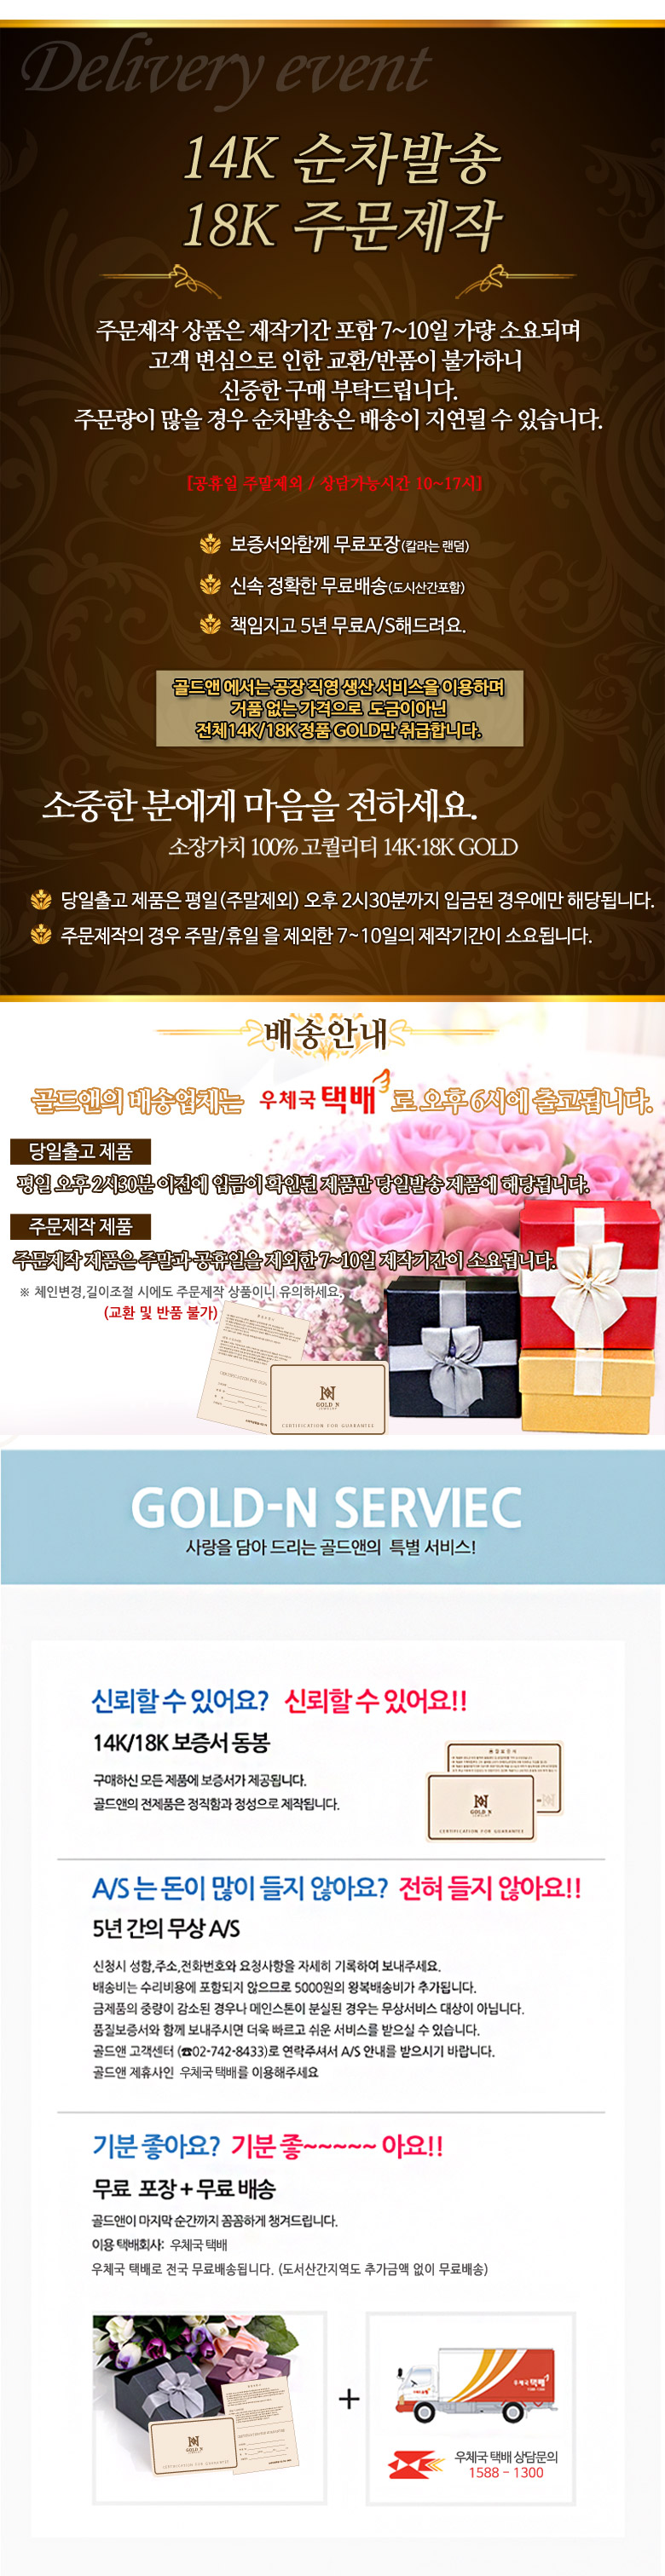 Delivery event
14K 순차발송
18K 주문제작
주문제작 상품은 제작기간 포함 7~10일 가량 소요되며
고객 변심으로 인한 교환/반품이 불가하니
신중한 구매 부탁드립니다.
주문량이 많을 경우 순차발송은 배송이 지연될 수 있습니다.
[공휴일 주말제외 / 상담가능시간 10~17시]
보증서와함께 무료포장(칼라는 랜덤)
신속 정확한 무료배송(도시산간포함)
책임지고 5년 무료A/S해드려요.
골드앤 에서는 공장 직영 생산 서비스을 이용하며
거품 없는 가격으로 도금이아닌
전체14K/18K 정품 GOLD만 취급합니다.
소중한 분에게 마음을 전하세요.
소장가치 100% 고퀄리티 14K·18K GOLD
당일출고 제품은 평일(주말제외) 오후 2시30분까지 입금된 경우에만 해당됩니다.
주문제작의 경우 주말/휴일 을 제외한 7~10일의 제작기간이 소요됩니다.
배송안내
골드앤의 배송업체는 우체국 택배 로 오후 6시에 출고됩니다.
당일출고 제품
평일 오후 2시30분 이전에 입금이 확인된 제품만 당일발송 제품에 해당됩니다.
주문제작 제품
주문제작 제품은 주말과 공휴일을 제외한 7~10일 제작기간이 소요됩니다.
※ 체인변경,길이조절 시에도 주문제작 상품이니 유의하세요.
(교환 및 반품 불가)
GOLD N
CERTIFICATION FOR GUARANTEE
GOLD-N SERVIEC
사랑을 담아 드리는 골드앤의 특별 서비스!
신뢰할 수 있어요? 신뢰할 수 있어요!!
14K/18K 보증서 동봉
구매하신 모든 제품에 보증서가 제공됩니다.
골드앤의 전제품은 정직함과 정성으로 제작됩니다.
품질보증서
GOLD N
CERTIFICATION FOR GUARANTEE
A/S 는 돈이 많이 들지 않아요? 전혀 들지 않아요!!
5년 간의 무상 A/S
신청시 성함,주소,전화번호와 요청사항을 자세히 기록하여 보내주세요.
배송비는 수리비용에 포함되지 않으므로 5000원의 왕복배송비가 추가됩니다.
금제품의 중량이 감소된 경우나 메인스톤이 분실된 경우는 무상서비스 대상이 아닙니다.
품질보증서와 함께 보내주시면 더욱 빠르고 쉬운 서비스를 받으실 수 있습니다.
골드앤 고객센터 (☎02-742-8433)로 연락주셔서 A/S 안내를 받으시기 바랍니다.
골드앤 제휴사인 우체국 택배를 이용해주세요
기분 좋아요? 기분 좋~~~~~ 아요!!
무료 포장 + 무료 배송
골드앤이 마지막 순간까지 꼼꼼하게 챙겨드립니다.
이용 택배회사: 우체국 택배
우체국 택배로 전국 무료배송됩니다. (도서산간지역도 추가금액 없이 무료배송)
GOLD N
CERTIFICATION FOR GUARANTEE
+
우체국 택배
우체국 택배 상담문의
1588 - 1300